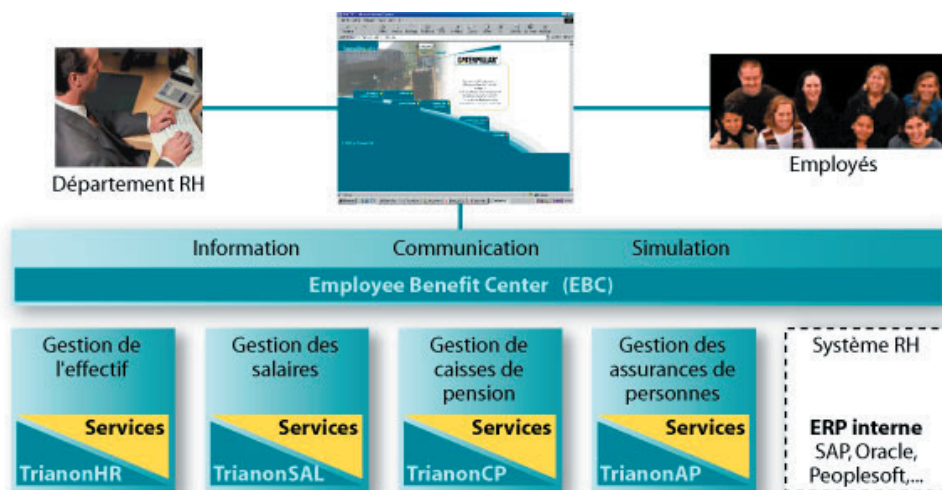 CATERPILLAR
Département RH
Employés
Information
Communication
Simulation
Employee Benefit Center (EBC)
Gestion de
l'effectif
Services
TrianonHR
Gestion des
salaires
Services
TrianonSAL
Gestion de
caisses de
pension
Services
TrianonCP
Gestion des
assurances de
personnes
Services
TrianonAP
Système RH
ERP interne
SAP, Oracle,
Peoplesoft,...